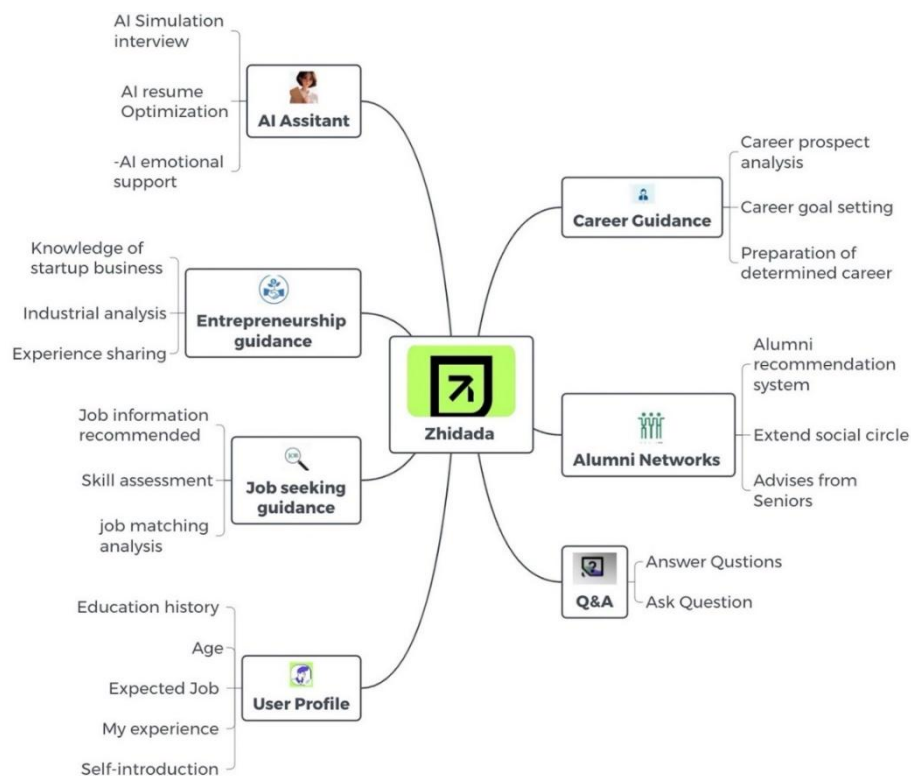 AI Simulation
interview
AI resume
Optimization
-AI emotional
support
AI Assitant
Knowledge of
startup business
Industrial analysis
Experience sharing
Entrepreneurship
guidance
Job information
recommended
Skill assessment
job matching
analysis
Job seeking
guidance
Education history
Age
Expected Job
My experience
Self-introduction
User Profile
Zhidada
Career Guidance
Career prospect
analysis
Career goal setting
Preparation of
determined career
Alumni Networks
Alumni
recommendation
system
Extend social circle
Advises from
Seniors
?
Q&A
Answer Qustions
Ask Question